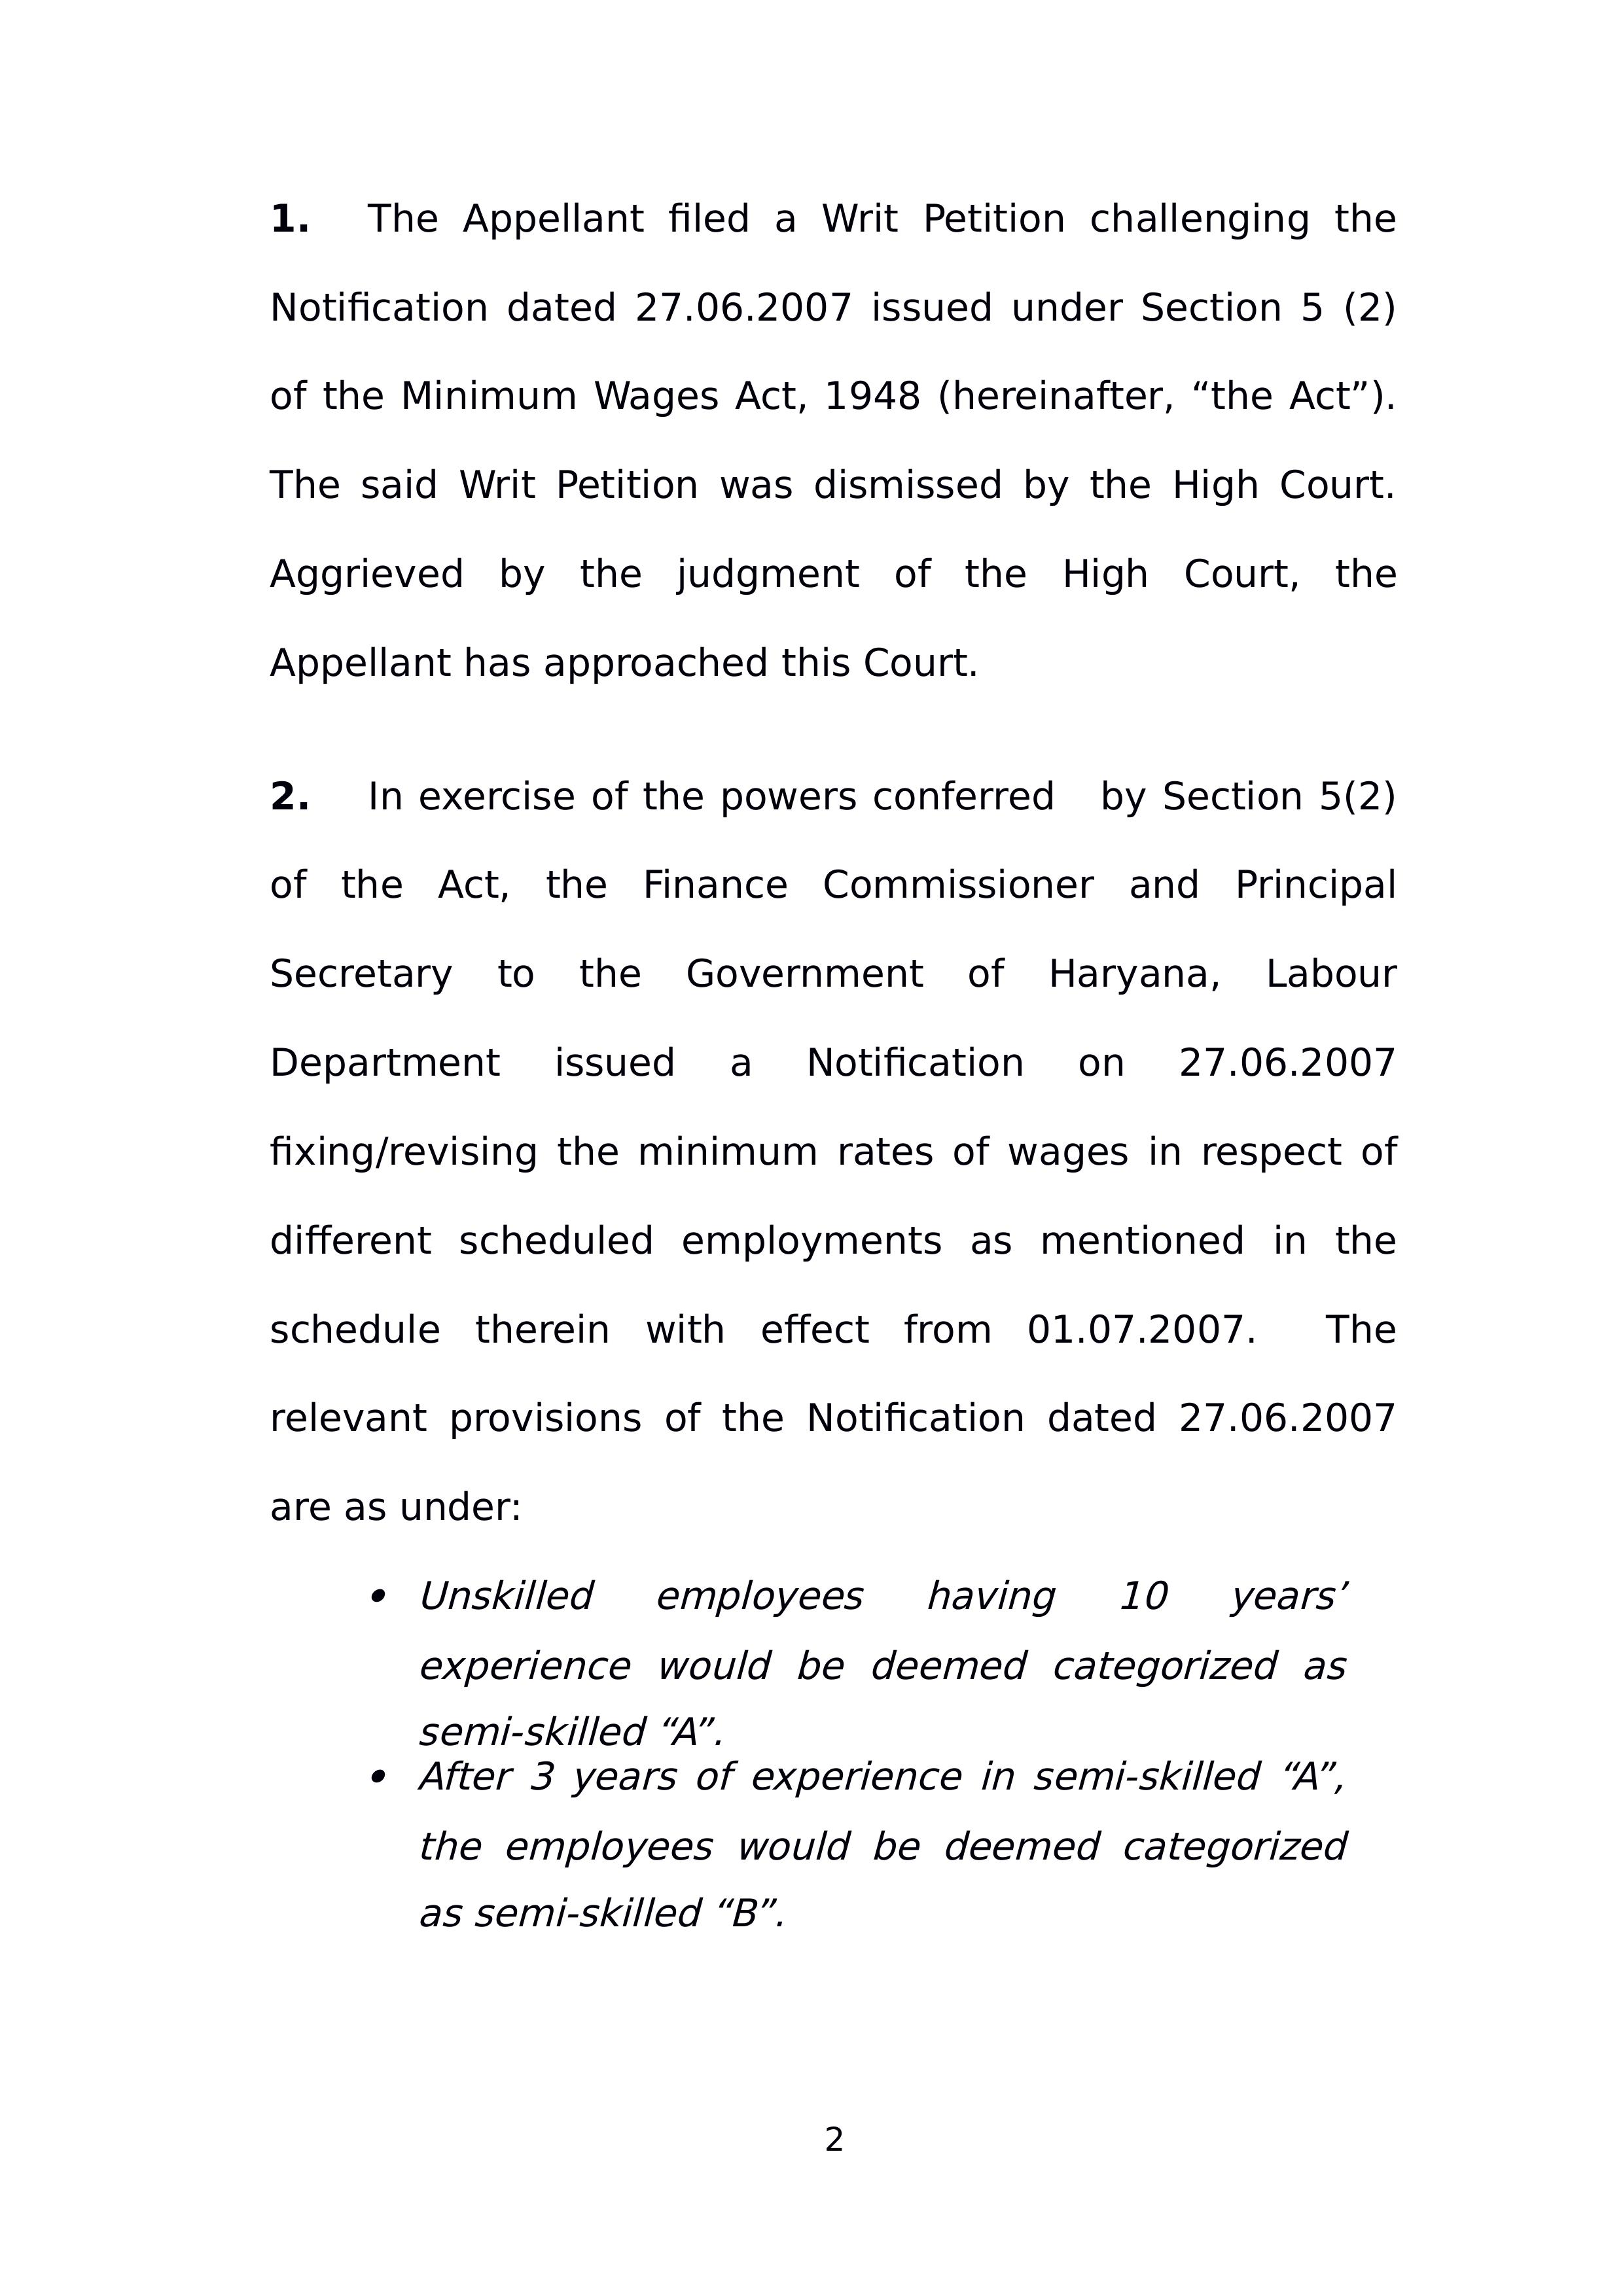 1. The Appellant filed a Writ Petition challenging the
Notification dated 27.06.2007 issued under Section 5 (2)
of the Minimum Wages Act, 1948 (hereinafter, “the Act”).
The said Writ Petition was dismissed by the High Court.
Aggrieved by the judgment of the High Court, the
Appellant has approached this Court.
2. In exercise of the powers conferred by Section 5(2)
of the Act, the Finance Commissioner and Principal
Secretary to the Government of Haryana, Labour
Department issued a Notification on 27.06.2007
fixing/revising the minimum rates of wages in respect of
different scheduled employments as mentioned in the
schedule therein with effect from 01.07.2007. The
relevant provisions of the Notification dated 27.06.2007
are as under:
• Unskilled employees having 10 years’
experience would be deemed categorized as
semi-skilled “A”.
• After 3 years of experience in semi-skilled “A”,
the employees would be deemed categorized
as semi-skilled “B”.
2